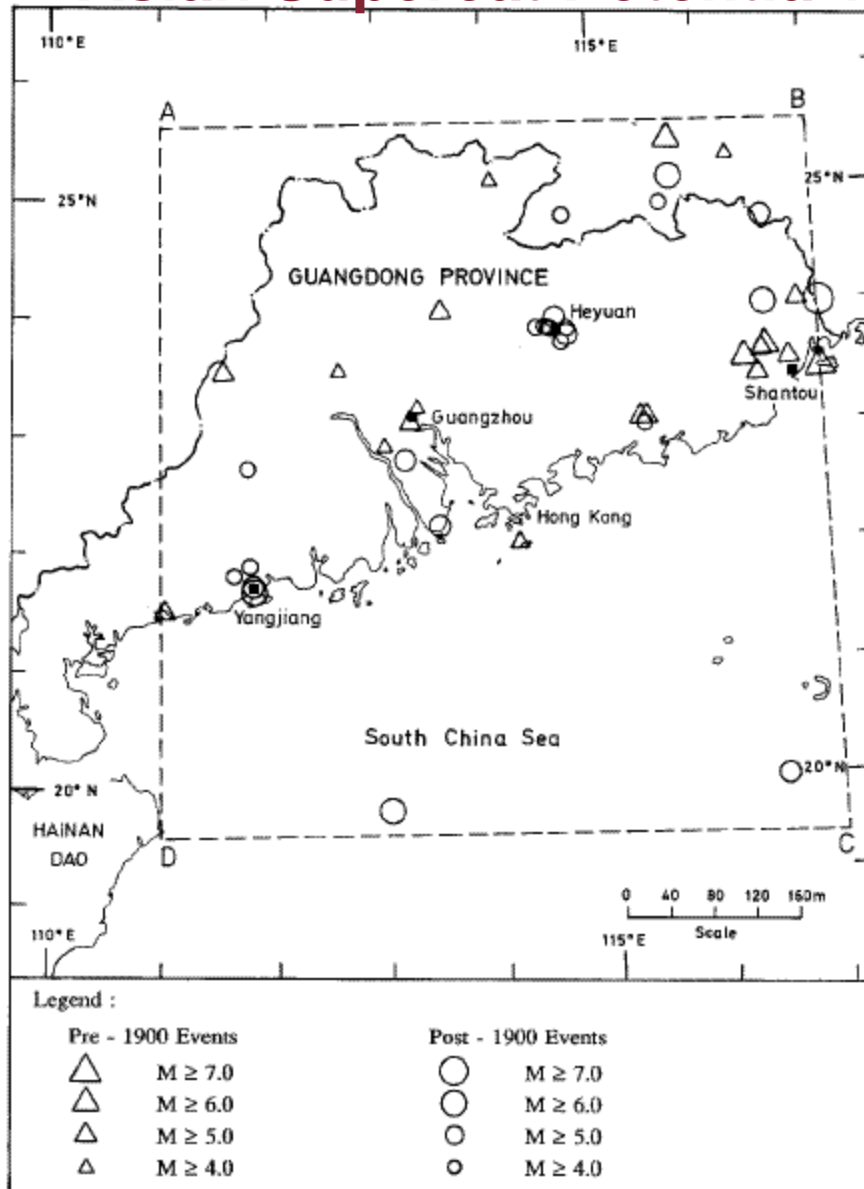 110°E
115°E
A
B
25°N
25°N
GUANGDONG PROVINCE
Heyuan
Shantou
Guangzhou
Hong Kong
Yangjiang
South China Sea
20°N
20°N
HAINAN
DAO
D
C
0 40 80 120 160m
Scale
110°E
115°E
Legend :
Pre - 1900 Events
Post - 1900 Events
M ≥ 7.0
M ≥ 7.0
M ≥ 6.0
M ≥ 6.0
M ≥ 5.0
M ≥ 5.0
M ≥ 4.0
M ≥ 4.0